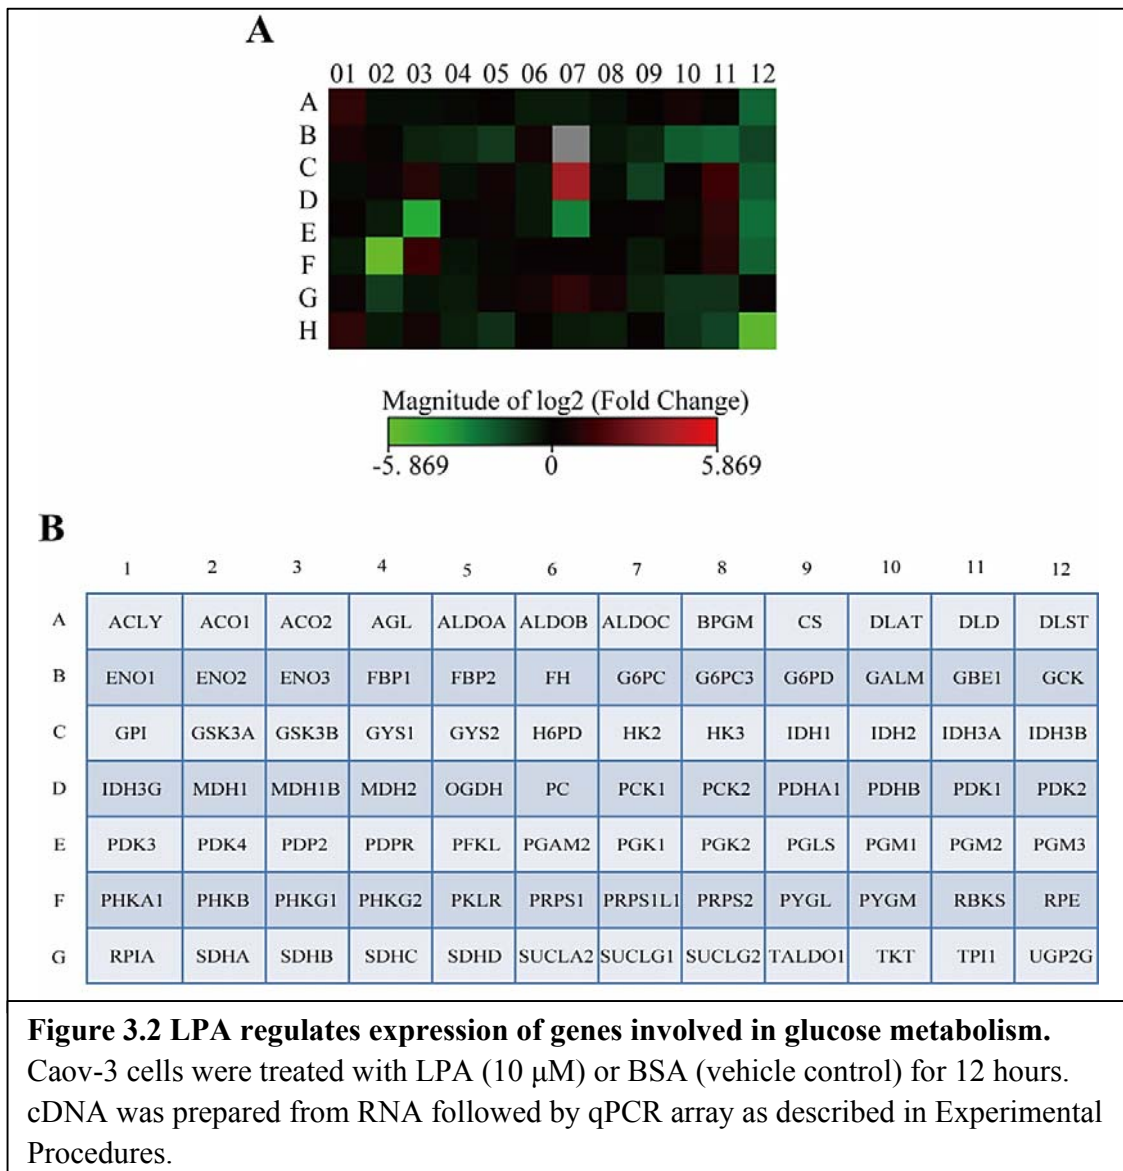 A
01 02 03 04 05 06 07 08 09 10 11 12
A
B
C
D
E
F
G
H
Magnitude of log2 (Fold Change)
-5. 869 0 5.869
B
1 2 3 4 5 6 7 8 9 10 11 12
A ACLY ACO1 ACO2 AGL ALDOA ALDOB ALDOC BPGM CS DLAT DLD DLST
B ENO1 ENO2 ENO3 FBP1 FBP2 FH G6PC G6PC3 G6PD GALM GBE1 GCK
C GPI GSK3A GSK3B GYS1 GYS2 H6PD HK2 HK3 IDH1 IDH2 IDH3A IDH3B
D IDH3G MDH1 MDH1B MDH2 OGDH PC PCK1 PCK2 PDHA1 PDHB PDK1 PDK2
E PDK3 PDK4 PDP2 PDPR PFKL PGAM2 PGK1 PGK2 PGLS PGM1 PGM2 PGM3
F PHKA1 PHKB PHKG1 PHKG2 PKLR PRPS1 PRPS1L1 PRPS2 PYGL PYGM RBKS RPE
G RPIA SDHA SDHB SDHC SDHD SUCLA2 SUCLG1 SUCLG2 TALDO1 TKT TPI1 UGP2G
Figure 3.2 LPA regulates expression of genes involved in glucose metabolism.
Caov-3 cells were treated with LPA (10 μM) or BSA (vehicle control) for 12 hours.
cDNA was prepared from RNA followed by qPCR array as described in Experimental
Procedures.